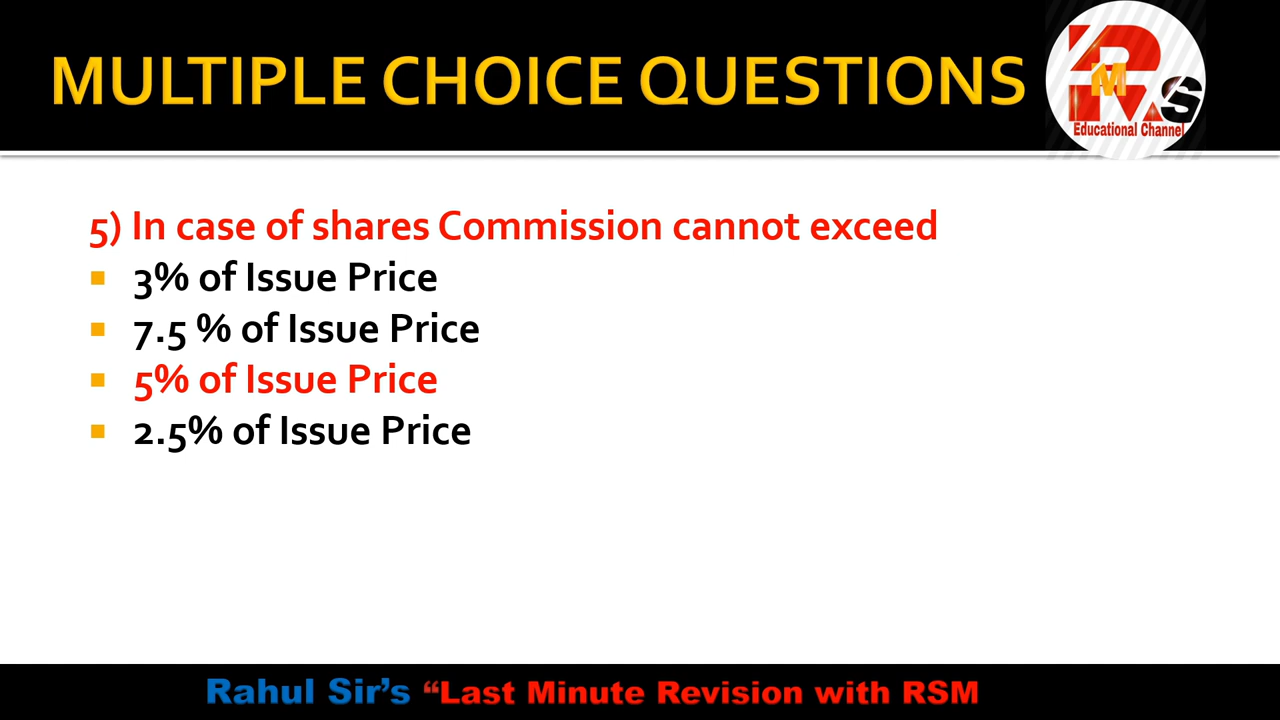 MULTIPLE CHOICE QUESTIONS
RMS
Educational Channel
5) In case of shares Commission cannot exceed
3% of Issue Price
7.5 % of Issue Price
5% of Issue Price
2.5% of Issue Price
Rahul Sir’s “Last Minute Revision with RSM